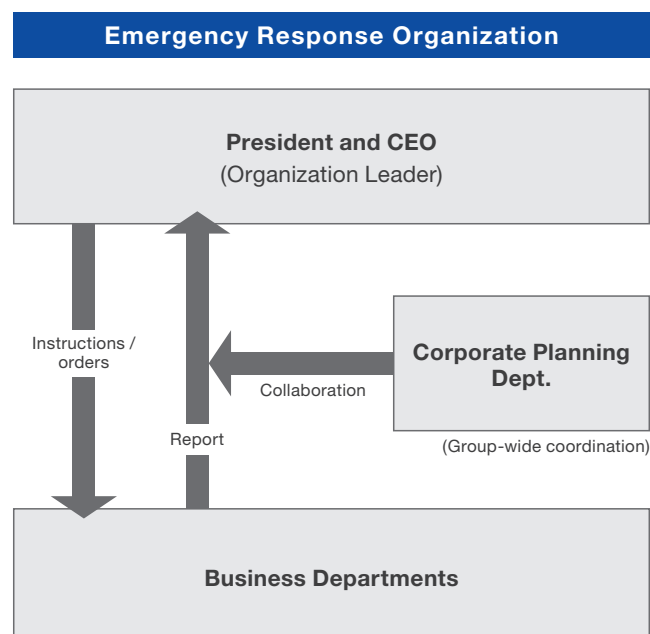 Emergency Response Organization
President and CEO
(Organization Leader)
Instructions /
orders
Corporate Planning
Dept.
Collaboration
Report
(Group-wide coordination)
Business Departments